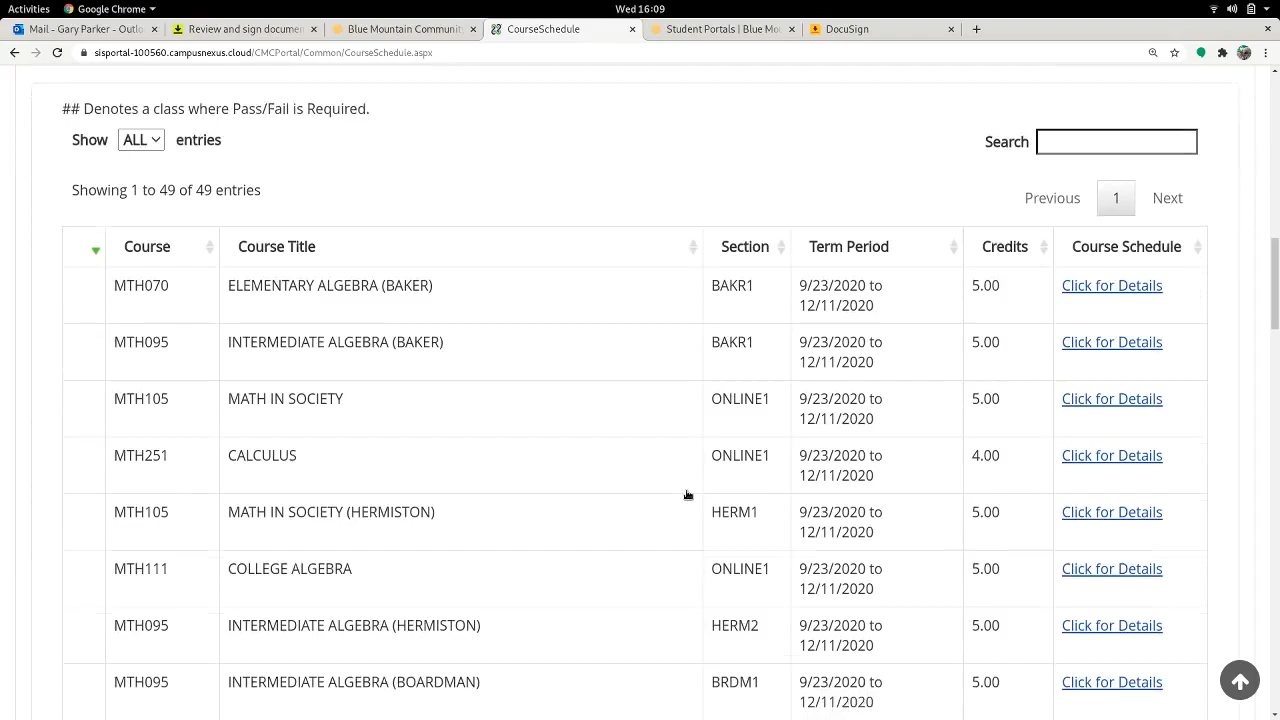 Activities Google Chrome Wed 16:09
Mail - Gary Parker - Outlo Review and sign documen Blue Mountain Communit CourseSchedule Student Portals | Blue Mou DocuSign
sisportal-100560.campusnexus.cloud/CMCPortal/Common/CourseSchedule.aspx
## Denotes a class where Pass/Fail is Required.
Show ALL entries Search
Showing 1 to 49 of 49 entries Previous 1 Next
Course Course Title Section Term Period Credits Course Schedule
MTH070 ELEMENTARY ALGEBRA (BAKER) BAKR1 9/23/2020 to 5.00 Click for Details
12/11/2020
MTH095 INTERMEDIATE ALGEBRA (BAKER) BAKR1 9/23/2020 to 5.00 Click for Details
12/11/2020
MTH105 MATH IN SOCIETY ONLINE1 9/23/2020 to 5.00 Click for Details
12/11/2020
MTH251 CALCULUS ONLINE1 9/23/2020 to 4.00 Click for Details
12/11/2020
MTH105 MATH IN SOCIETY (HERMISTON) HERM1 9/23/2020 to 5.00 Click for Details
12/11/2020
MTH111 COLLEGE ALGEBRA ONLINE1 9/23/2020 to 5.00 Click for Details
12/11/2020
MTH095 INTERMEDIATE ALGEBRA (HERMISTON) HERM2 9/23/2020 to 5.00 Click for Details
12/11/2020
MTH095 INTERMEDIATE ALGEBRA (BOARDMAN) BRDM1 9/23/2020 to 5.00 Click for Details
12/11/2020